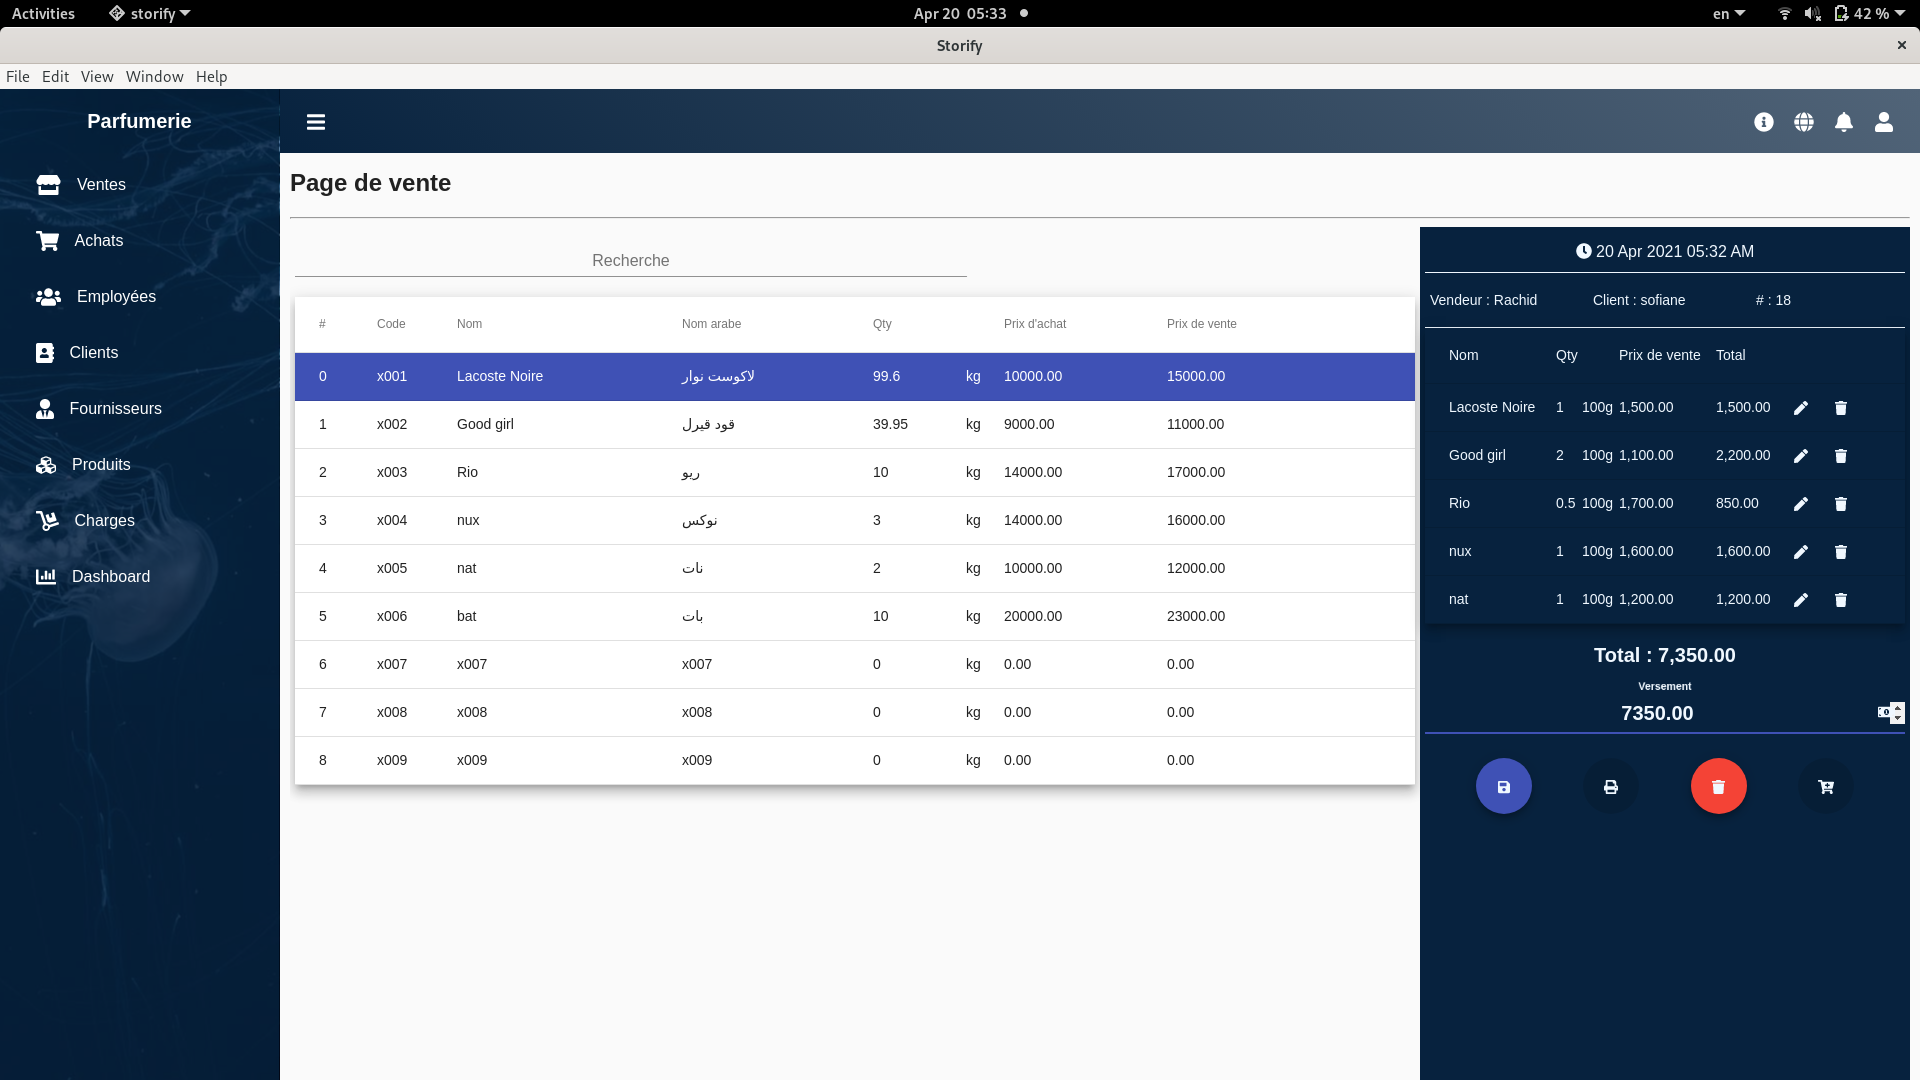 Activities storify Apr 20 05:33 en 42 %
Storify
File Edit View Window Help
Parfumerie
Ventes
Achats
Employées
Clients
Fournisseurs
Produits
Charges
Dashboard
Page de vente
Recherche
# Code Nom Nom arabe Qty Prix d'achat Prix de vente
0 x001 Lacoste Noire لاكوست نوار 99.6 kg 10000.00 15000.00
1 x002 Good girl قود قيرل 39.95 kg 9000.00 11000.00
2 x003 Rio ريو 10 kg 14000.00 17000.00
3 x004 nux نوكس 3 kg 14000.00 16000.00
4 x005 nat نات 2 kg 10000.00 12000.00
5 x006 bat بات 10 kg 20000.00 23000.00
6 x007 x007 x007 0 kg 0.00 0.00
7 x008 x008 x008 0 kg 0.00 0.00
8 x009 x009 x009 0 kg 0.00 0.00
20 Apr 2021 05:32 AM
Vendeur : Rachid Client : sofiane # : 18
Nom Qty Prix de vente Total
Lacoste Noire 1 100g 1,500.00 1,500.00
Good girl 2 100g 1,100.00 2,200.00
Rio 0.5 100g 1,700.00 850.00
nux 1 100g 1,600.00 1,600.00
nat 1 100g 1,200.00 1,200.00
Total : 7,350.00
Versement
7350.00